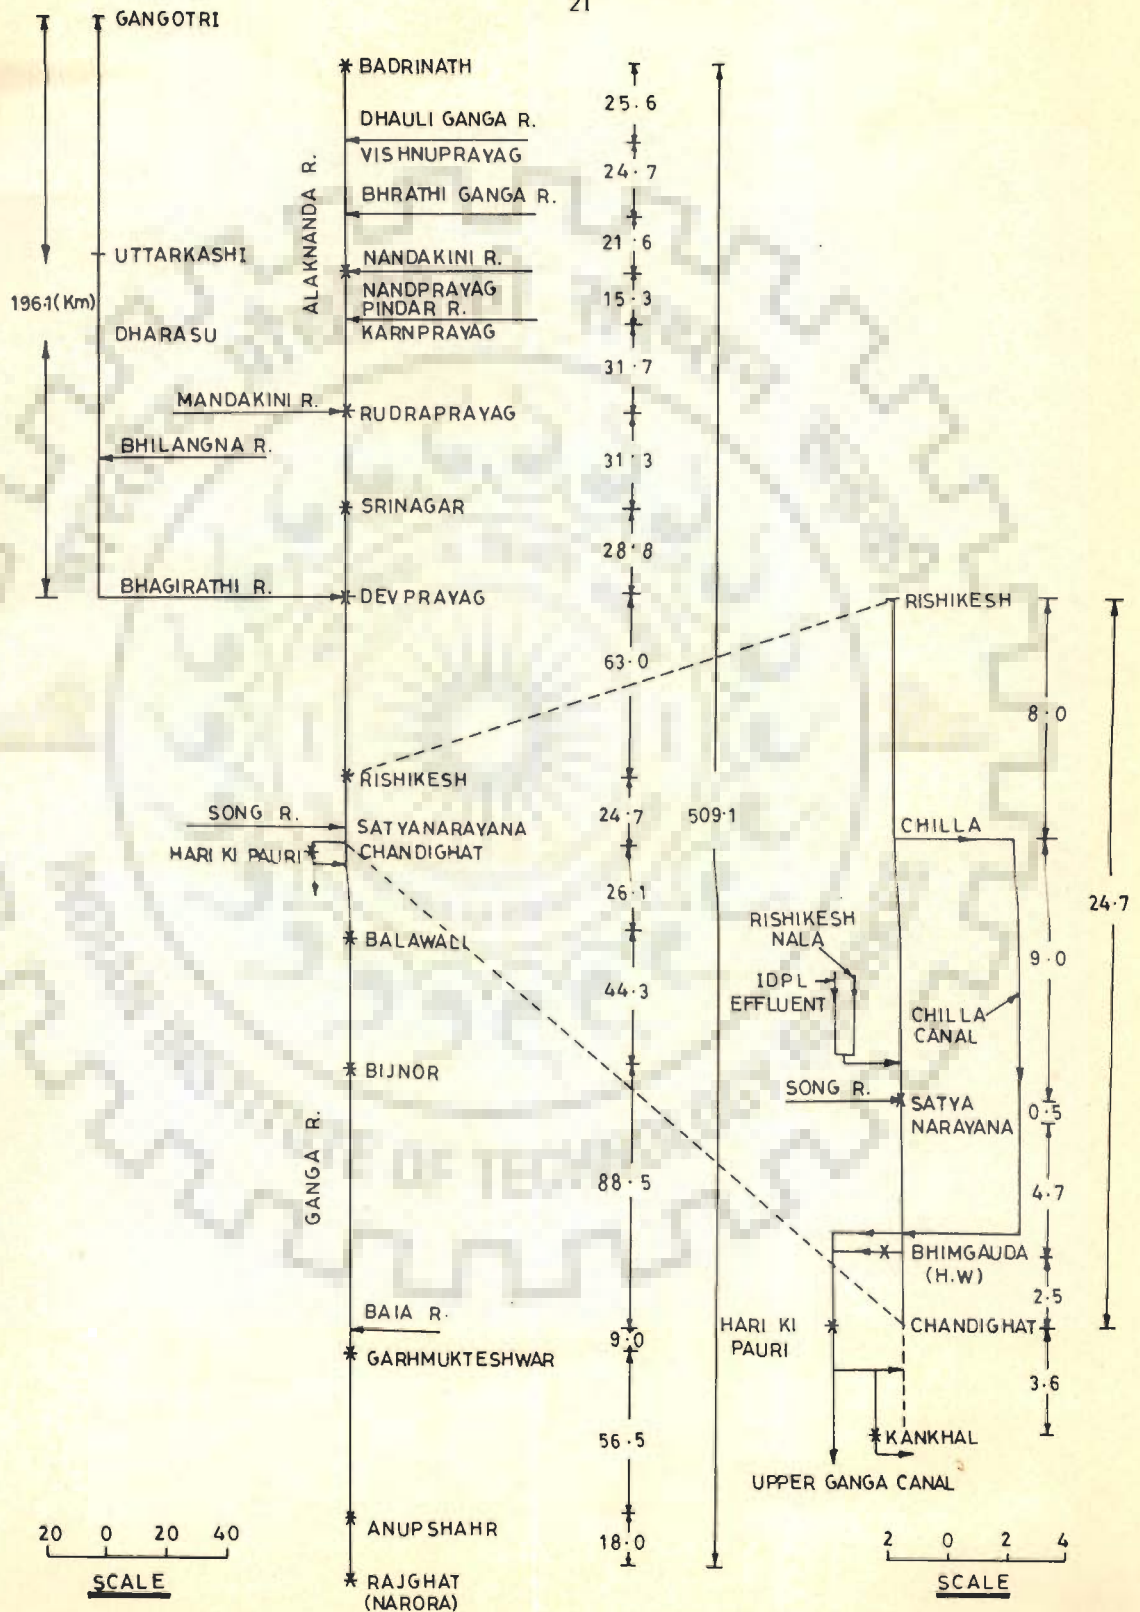 21
GANGOTRI
UTTARKASHI
196.1 (Km)
DHARASU
BHILANGNA R.
BHAGIRATHI R.
MANDAKINI R.
ALAKNANDA R.
BADRINATH
DHAULI GANGA R.
VISHNUPRAYAG
BHRATHI GANGA R.
NANDAKINI R.
NANDPRAYAG
PINDAR R.
KARNPRAYAG
RUDRAPRAYAG
SRINAGAR
DEVPRAYAG
RISHIKESH
SONG R.
SATYANARAYANA
HARI KI PAURI
CHANDIGHAT
BALAWALI
BIJNOR
GANGA R.
BAIA R.
GARHMUKTESHWAR
ANUPSHAHR
RAJGHAT
(NARORA)
25.6
24.7
21.6
15.3
31.7
31.3
28.8
63.0
24.7
26.1
44.3
88.5
9.0
56.5
18.0
509.1
RISHIKESH
CHILLA
RISHIKESH
NALA
IDPL
EFFLUENT
CHILLA
CANAL
SONG R.
SATYA
NARAYANA
BHIMGAUDA
(H.W)
HARI KI
PAURI
CHANDIGHAT
KANKHAL
UPPER GANGA CANAL
8.0
9.0
0.5
4.7
2.5
3.6
24.7
20 0 20 40
SCALE
2 0 2 4
SCALE
OF TECH